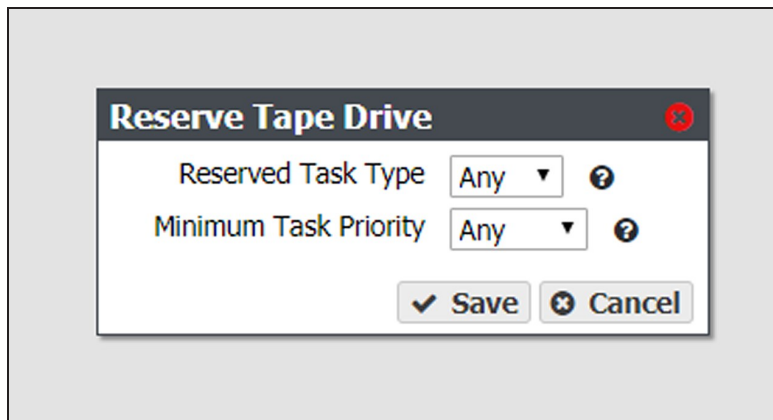 Reserve Tape Drive
Reserved Task Type Any
Minimum Task Priority Any
Save Cancel